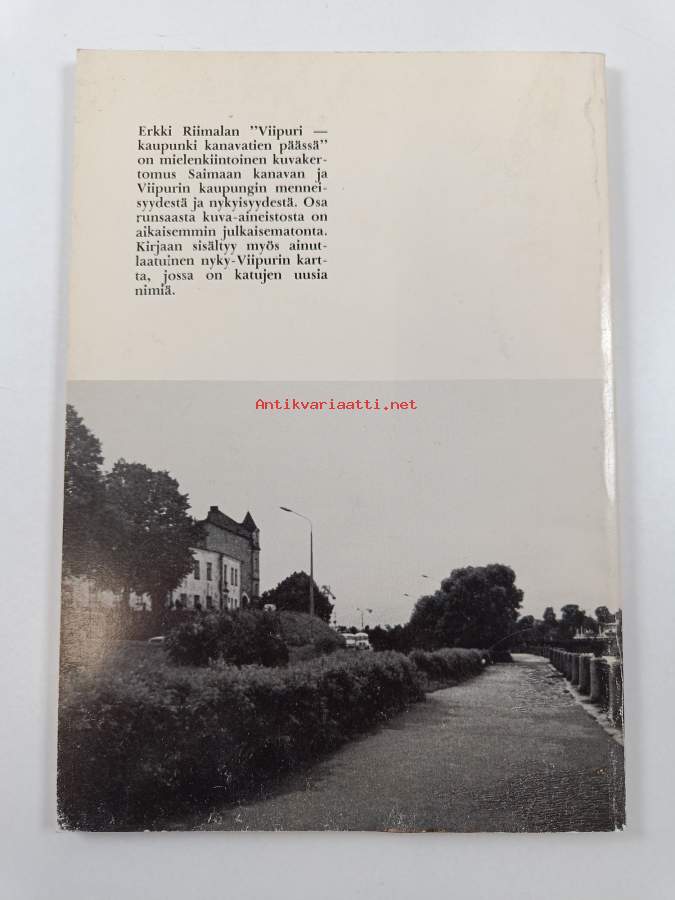 Erkki Riimalan ”Viipuri —
kaupunki kanavatien päässä”
on mielenkiintoinen kuvaker-
tomus Saimaan kanavan ja
Viipurin kaupungin mennei-
syydestä ja nykyisyydestä. Osa
runsaasta kuva-aineistosta on
aikaisemmin julkaisematonta.
Kirjaan sisältyy myös ainut-
laatuinen nyky-Viipurin kart-
ta, jossa on katujen uusia
nimiä.
Antikvariaatti.net